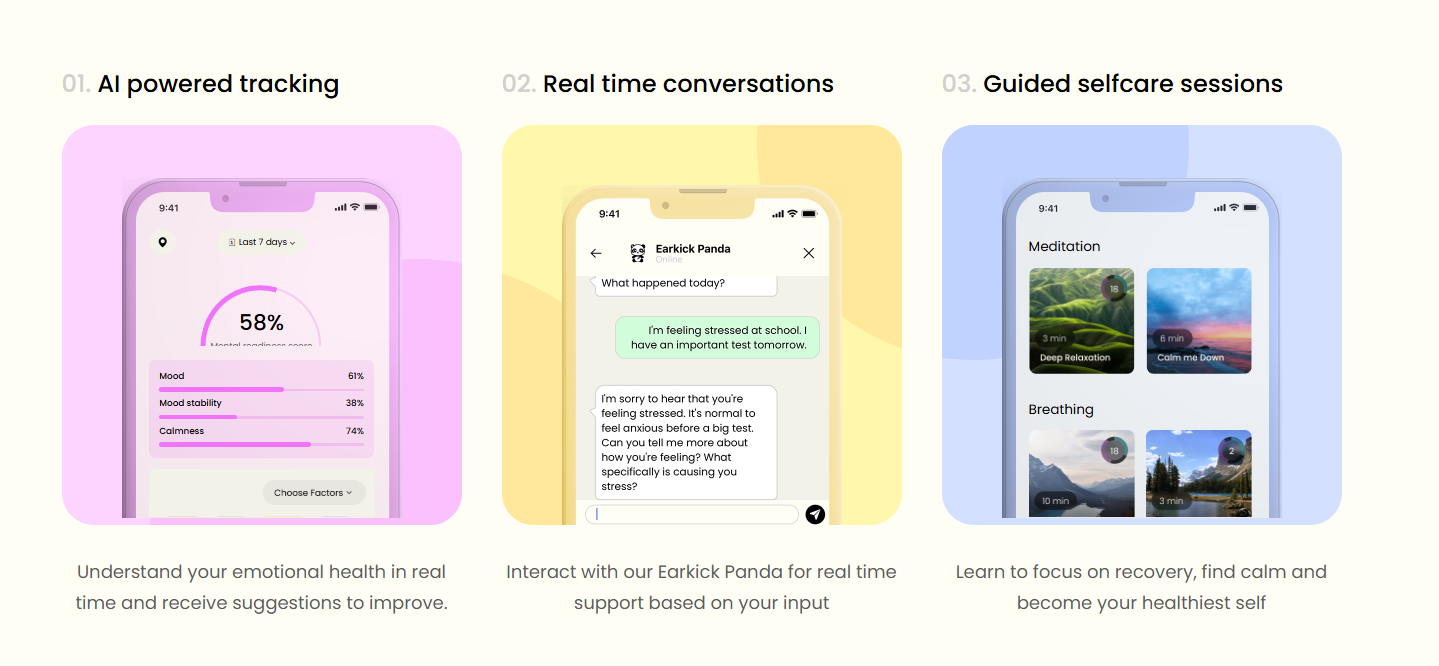 01. AI powered tracking
9:41
Last 7 days
58%
Mental readiness score
Mood 61%
Mood stability 38%
Calmness 74%
Choose Factors
Understand your emotional health in real
time and receive suggestions to improve.
02. Real time conversations
9:41
Earkick Panda
Online
What happened today?
I'm feeling stressed at school. I
have an important test tomorrow.
I'm sorry to hear that you're
feeling stressed. It's normal to
feel anxious before a big test.
Can you tell me more about
how you're feeling? What
specifically is causing you
stress?
Interact with our Earkick Panda for real time
support based on your input
03. Guided selfcare sessions
9:41
Meditation
18
3 min
Deep Relaxation
6 min
Calm me Down
Breathing
18
10 min
2
3 min
Learn to focus on recovery, find calm and
become your healthiest self